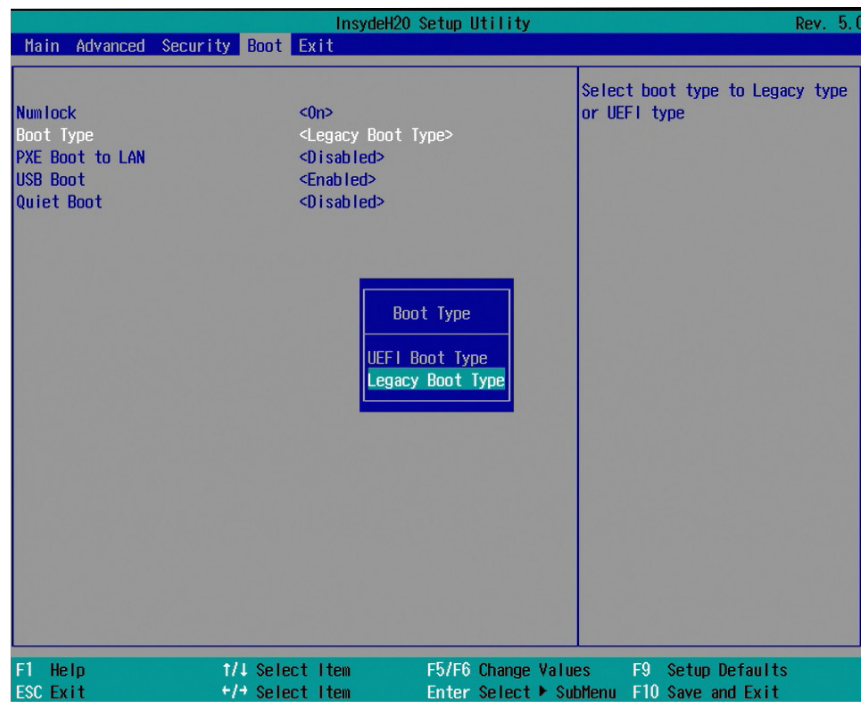 InsydeH20 Setup Utility Rev. 5.0
Main Advanced Security Boot Exit
Numlock <On>
Boot Type <Legacy Boot Type>
PXE Boot to LAN <Disabled>
USB Boot <Enabled>
Quiet Boot <Disabled>
Select boot type to Legacy type
or UEFI type
Boot Type
UEFI Boot Type
Legacy Boot Type
F1 Help ↑/↓ Select Item F5/F6 Change Values F9 Setup Defaults
ESC Exit ←/→ Select Item Enter Select ▶ SubMenu F10 Save and Exit